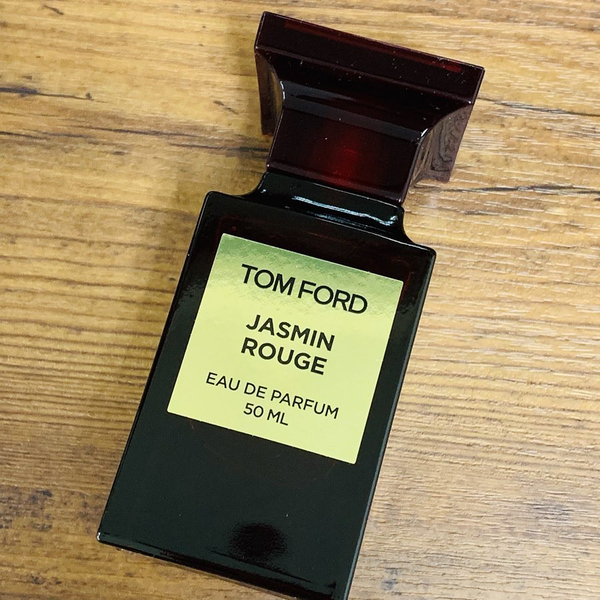 TOM FORD
JASMIN
ROUGE
EAU DE PARFUM
50 ML